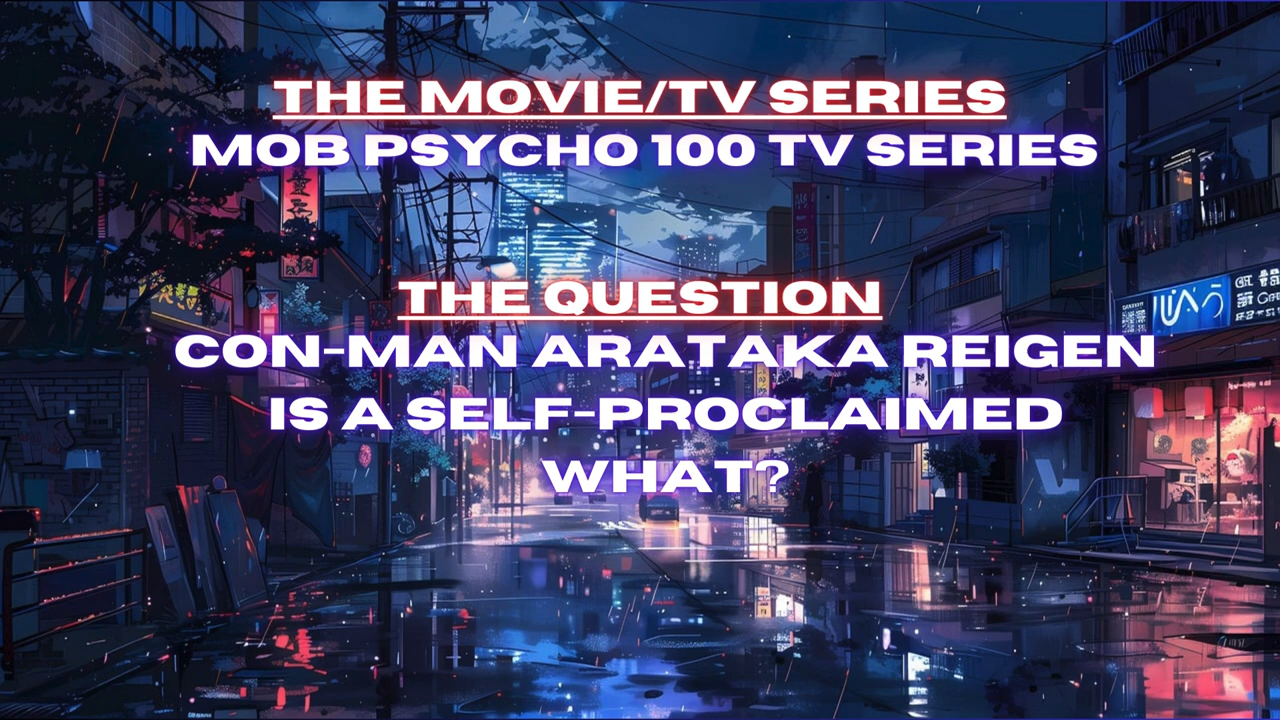 THE MOVIE/TV SERIES
MOB PSYCHO 100 TV SERIES
THE QUESTION
CON-MAN ARATAKA REIGEN
IS A SELF-PROCLAIMED
WHAT?